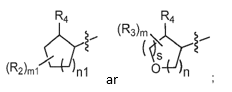 R4 (R3)m R4
(R2)m1 ( )n1 ar ( s O ( )n ;